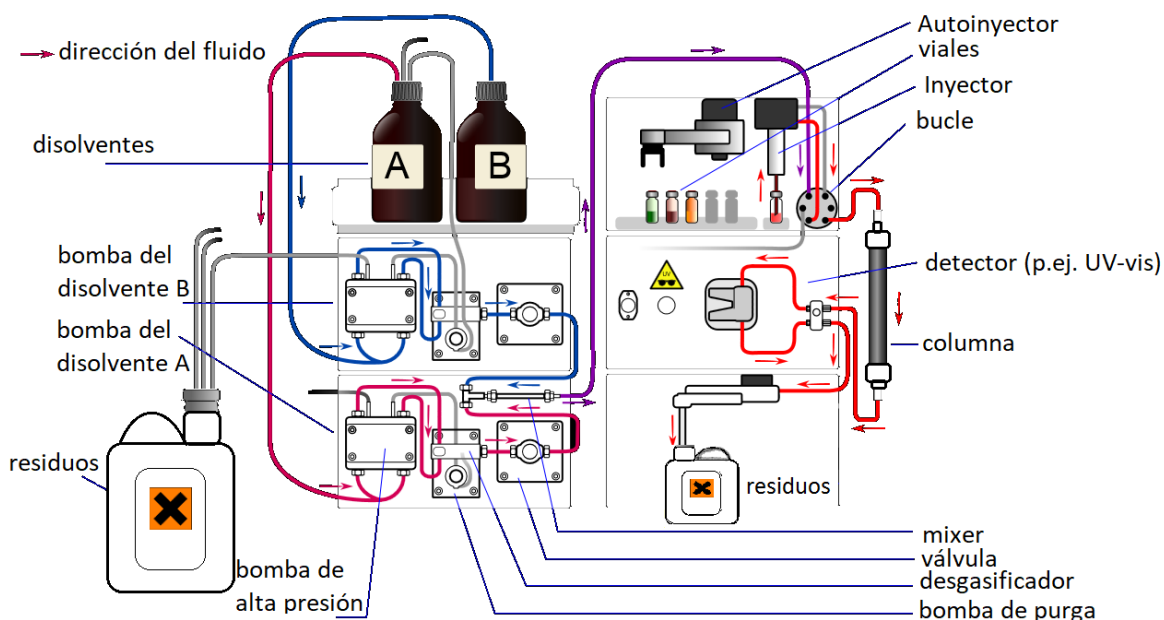 dirección del fluido
disolventes
A
B
bomba del
disolvente B
bomba del
disolvente A
residuos
bomba de
alta presión
Autoinyector
viales
Inyector
bucle
UV
detector (p.ej. UV-vis)
columna
residuos
mixer
válvula
desgasificador
bomba de purga